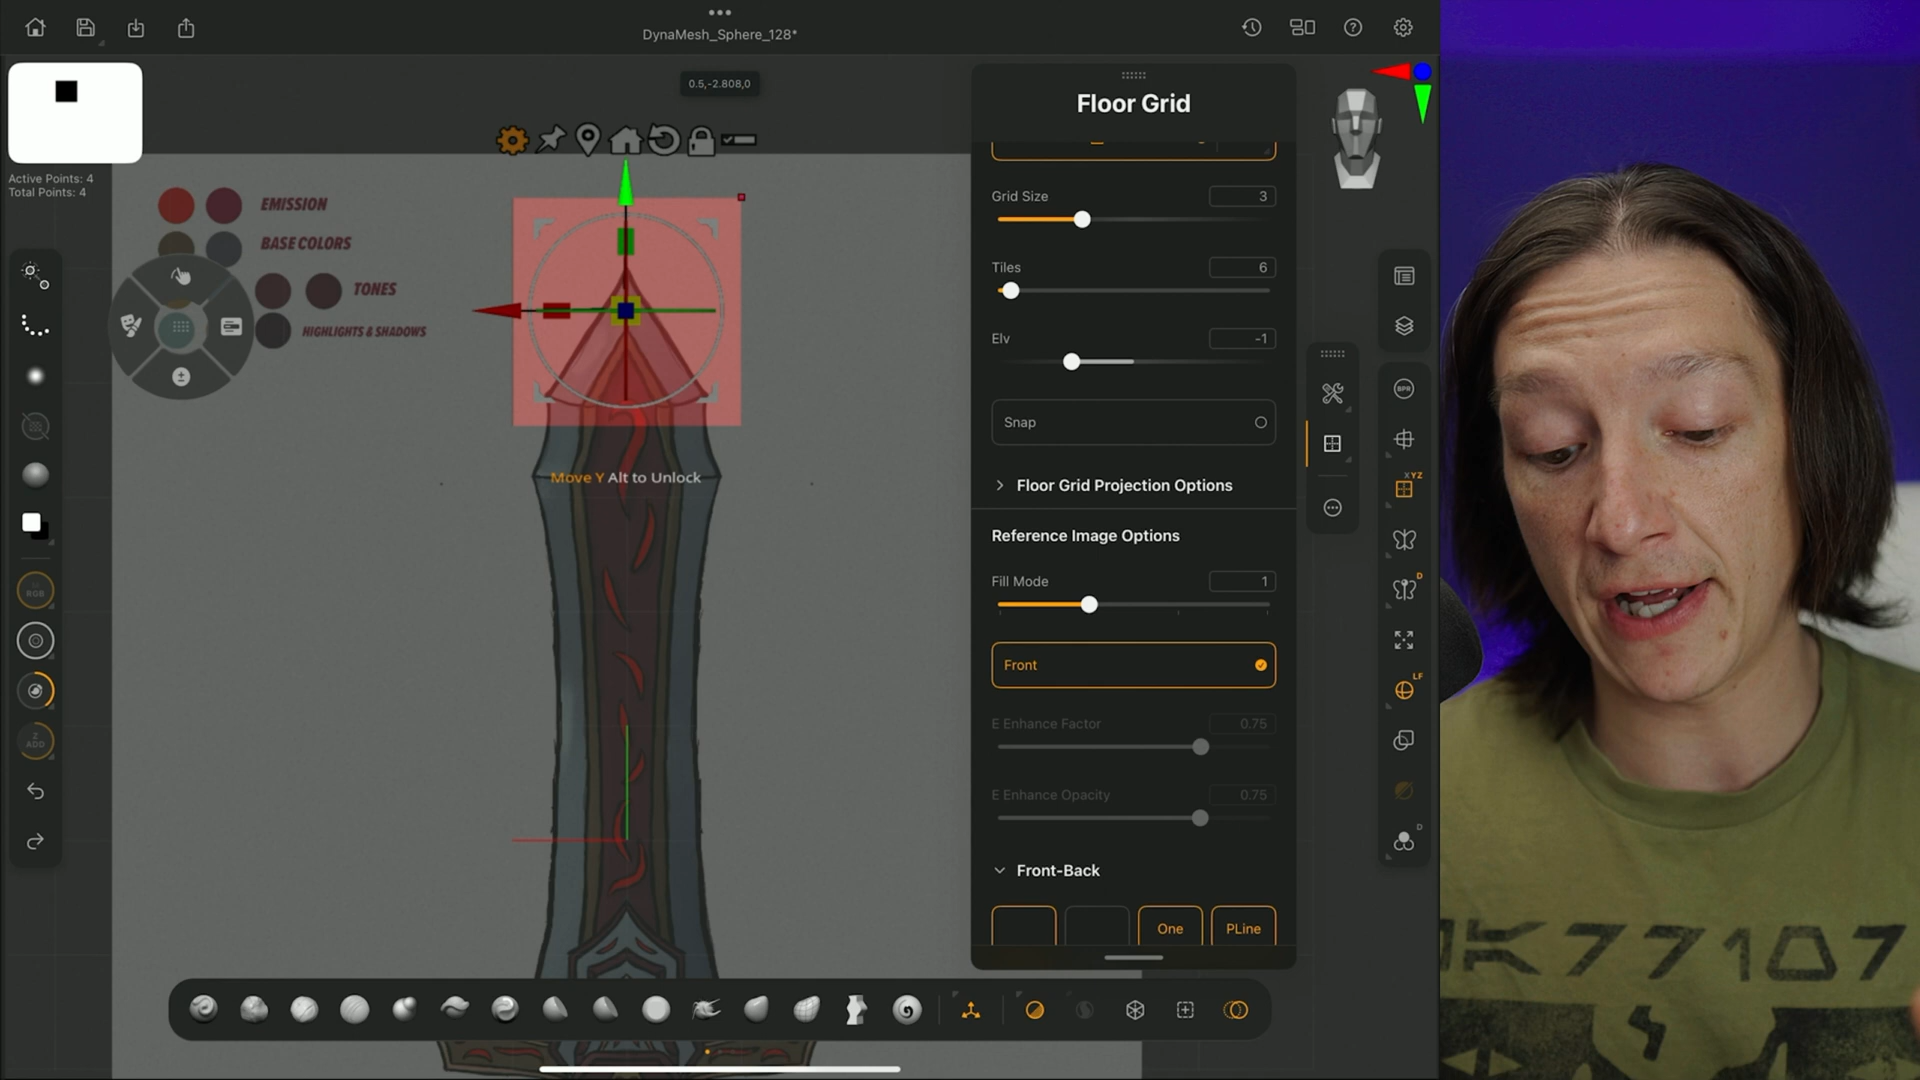 DynaMesh_Sphere_128*
0.5,-2.808,0
Active Points: 4
Total Points: 4
EMISSION
BASE COLORS
TONES
HIGHLIGHTS & SHADOWS
Move Y Alt to Unlock
RGB
Z
ADD
Floor Grid
Grid Size 3
Tiles 6
Elv -1
Snap
Floor Grid Projection Options
Reference Image Options
Fill Mode 1
Front
E Enhance Factor 0.75
E Enhance Opacity 0.75
Front-Back
One PLine
BPR
XYZ
D
LF
D